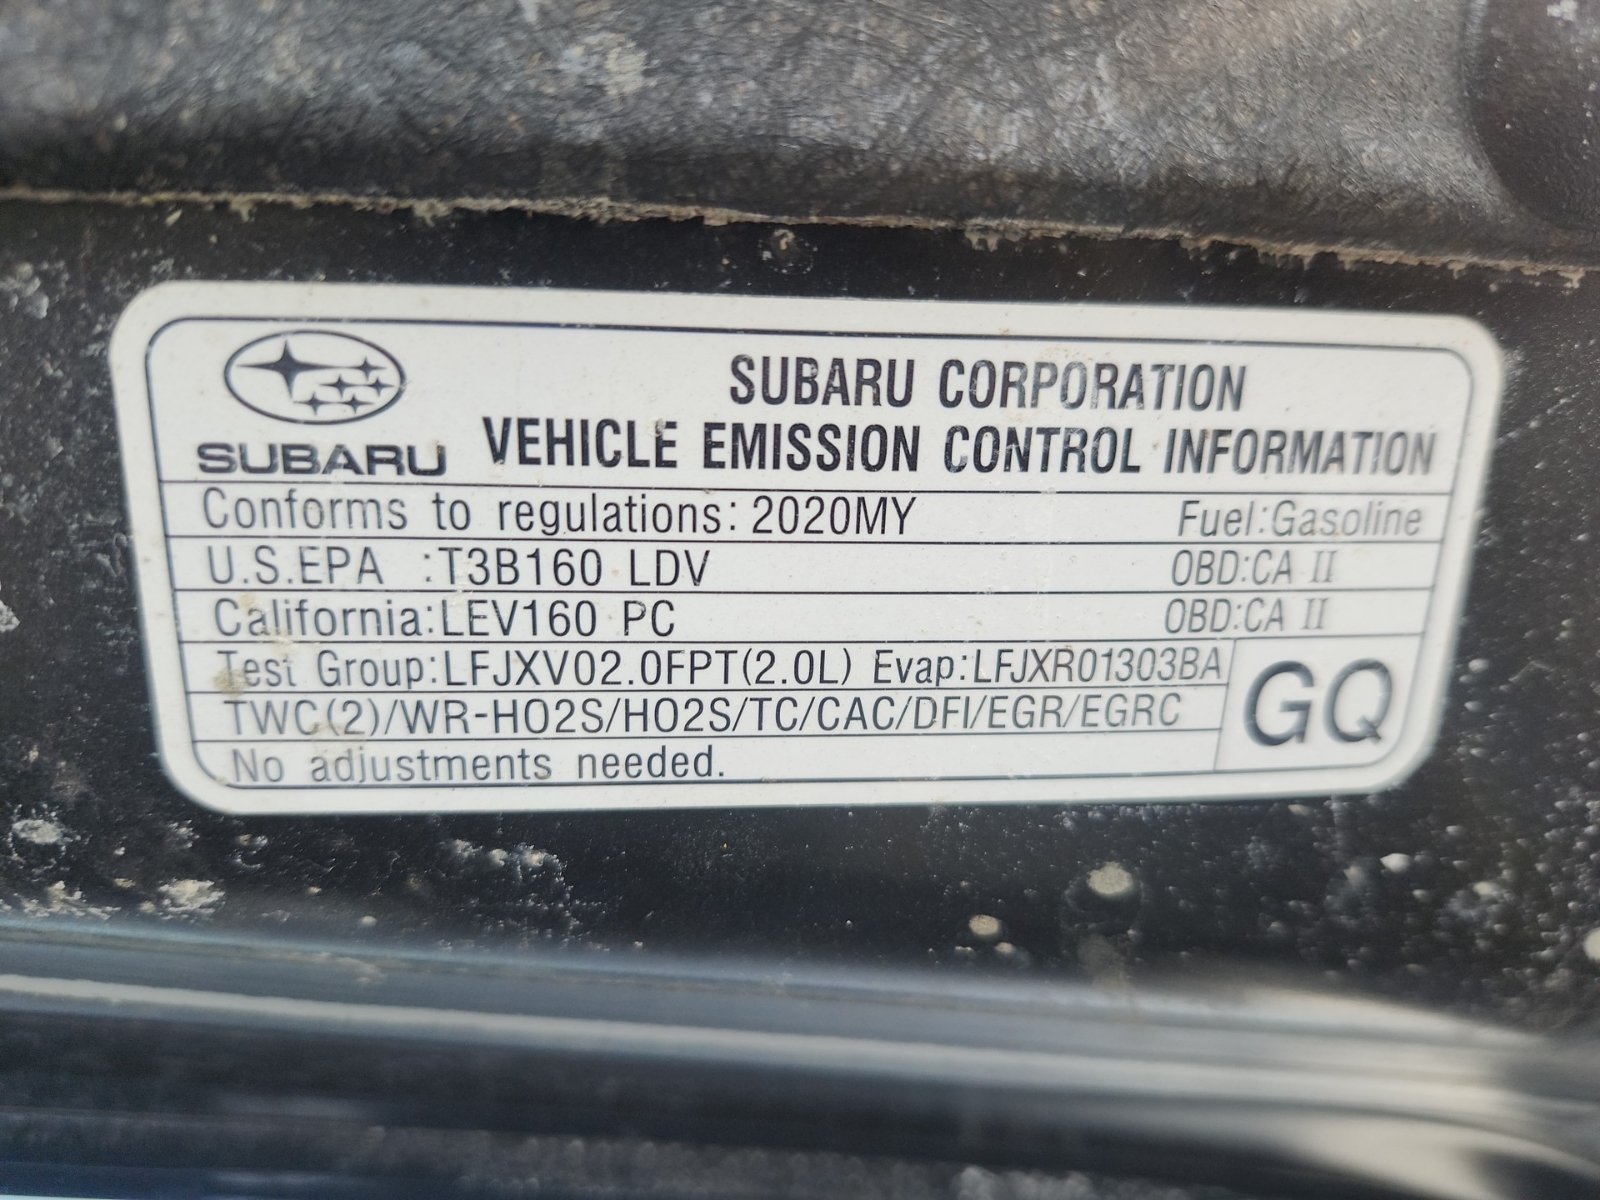 SUBARU CORPORATION
SUBARU VEHICLE EMISSION CONTROL INFORMATION
Conforms to regulations: 2020MY Fuel:Gasoline
U.S.EPA :T3B160 LDV OBD:CA II
California:LEV160 PC OBD:CA II
Test Group:LFJXV02.0FPT(2.0L) Evap:LFJXR01303BA
TWC(2)/WR-HO2S/HO2S/TC/CAC/DFI/EGR/EGRC
GQ
No adjustments needed.